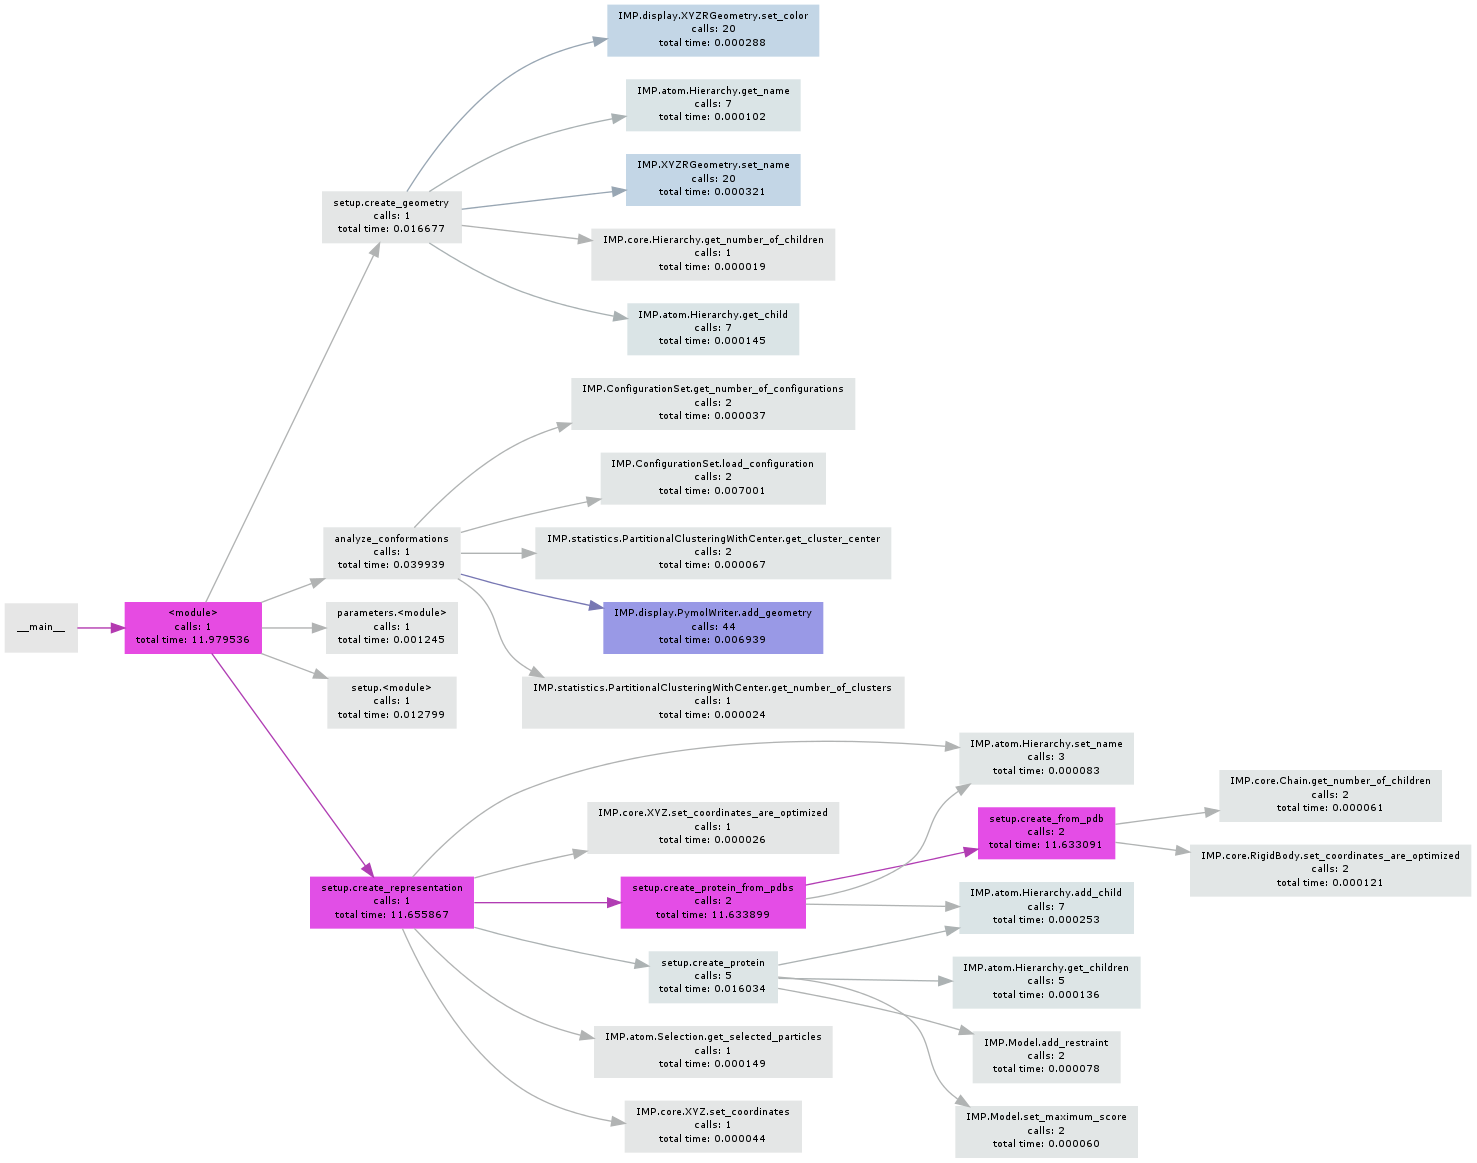 IMP.display.XYZRGeometry.set_color
calls: 20
total time: 0.000288
IMP.atom.Hierarchy.get_name
calls: 7
total time: 0.000102
IMP.XYZRGeometry.set_name
calls: 20
total time: 0.000321
setup.create_geometry
calls: 1
total time: 0.016677
IMP.core.Hierarchy.get_number_of_children
calls: 1
total time: 0.000019
IMP.atom.Hierarchy.get_child
calls: 7
total time: 0.000145
IMP.ConfigurationSet.get_number_of_configurations
calls: 2
total time: 0.000037
IMP.ConfigurationSet.load_configuration
calls: 2
total time: 0.007001
analyze_conformations
calls: 1
total time: 0.039939
IMP.statistics.PartitionalClusteringWithCenter.get_cluster_center
calls: 2
total time: 0.000067
__main__
<module>
calls: 1
total time: 11.979536
parameters.<module>
calls: 1
total time: 0.001245
IMP.display.PymolWriter.add_geometry
calls: 44
total time: 0.006939
setup.<module>
calls: 1
total time: 0.012799
IMP.statistics.PartitionalClusteringWithCenter.get_number_of_clusters
calls: 1
total time: 0.000024
IMP.atom.Hierarchy.set_name
calls: 3
total time: 0.000083
IMP.core.Chain.get_number_of_children
calls: 2
total time: 0.000061
IMP.core.XYZ.set_coordinates_are_optimized
calls: 1
total time: 0.000026
setup.create_from_pdb
calls: 2
total time: 11.633091
IMP.core.RigidBody.set_coordinates_are_optimized
calls: 2
total time: 0.000121
setup.create_representation
calls: 1
total time: 11.655867
setup.create_protein_from_pdbs
calls: 2
total time: 11.633899
IMP.atom.Hierarchy.add_child
calls: 7
total time: 0.000253
setup.create_protein
calls: 5
total time: 0.016034
IMP.atom.Hierarchy.get_children
calls: 5
total time: 0.000136
IMP.atom.Selection.get_selected_particles
calls: 1
total time: 0.000149
IMP.Model.add_restraint
calls: 2
total time: 0.000078
IMP.core.XYZ.set_coordinates
calls: 1
total time: 0.000044
IMP.Model.set_maximum_score
calls: 2
total time: 0.000060